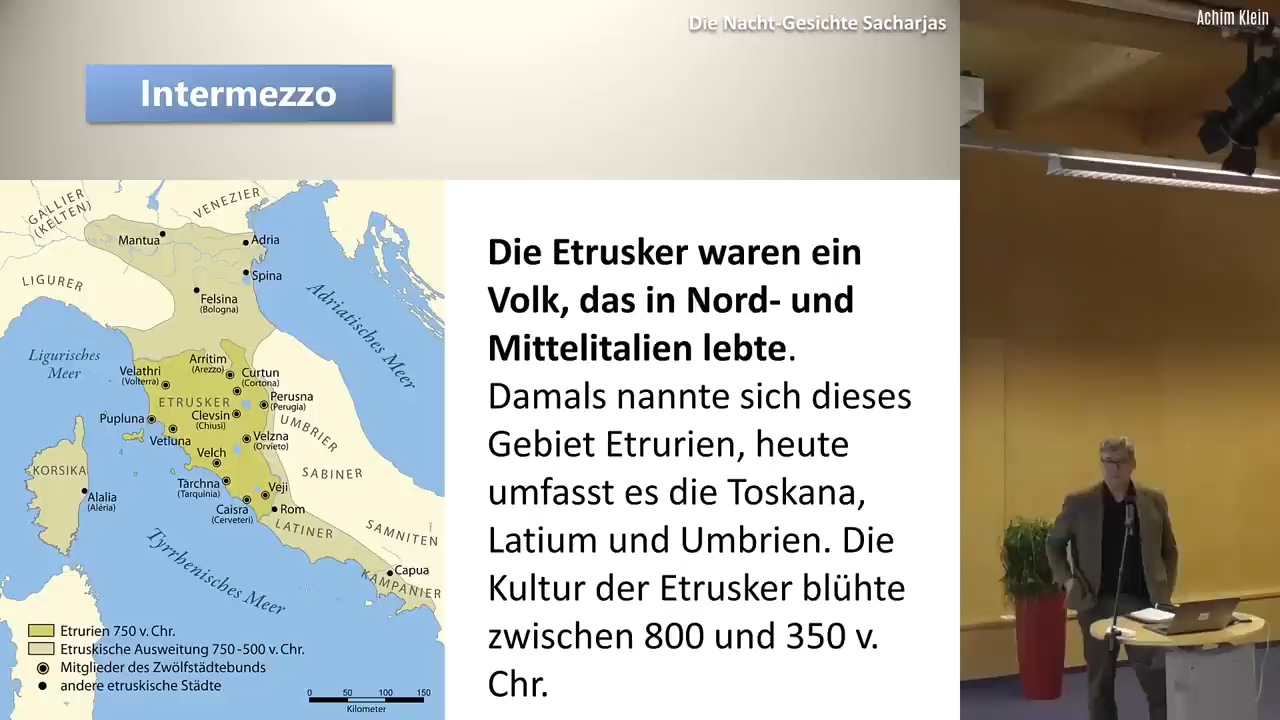 Die Nacht-Gesichte Sacharjas
Achim Klein
Intermezzo
GALLIER
(KELTEN)
VENEZIER
Mantua
Adria
LIGURER
Spina
Felsina
(Bologna)
Adriatisches Meer
Ligurisches
Meer
Arritim
(Arezzo)
Velathri
(Volterra)
Curtun
(Cortona)
ETRUSKER
Perusna
(Perugia)
Pupluna
Clevsin
(Chiusi)
UMBRIER
Vetluna
Velzna
(Orvieto)
Velch
SABINER
KORSIKA
Alalia
(Aléria)
Tarchna
(Tarquinia)
Veji
Caisra
(Cerveteri)
Rom
LATINER
SAMNITEN
Tyrrhenisches Meer
Capua
KAMPANIER
Etrurien 750 v. Chr.
Etruskische Ausweitung 750-500 v. Chr.
Mitglieder des Zwölfstädtebunds
andere etruskische Städte
0 50 100 150
Kilometer
Die Etrusker waren ein
Volk, das in Nord- und
Mittelitalien lebte.
Damals nannte sich dieses
Gebiet Etrurien, heute
umfasst es die Toskana,
Latium und Umbrien. Die
Kultur der Etrusker blühte
zwischen 800 und 350 v.
Chr.